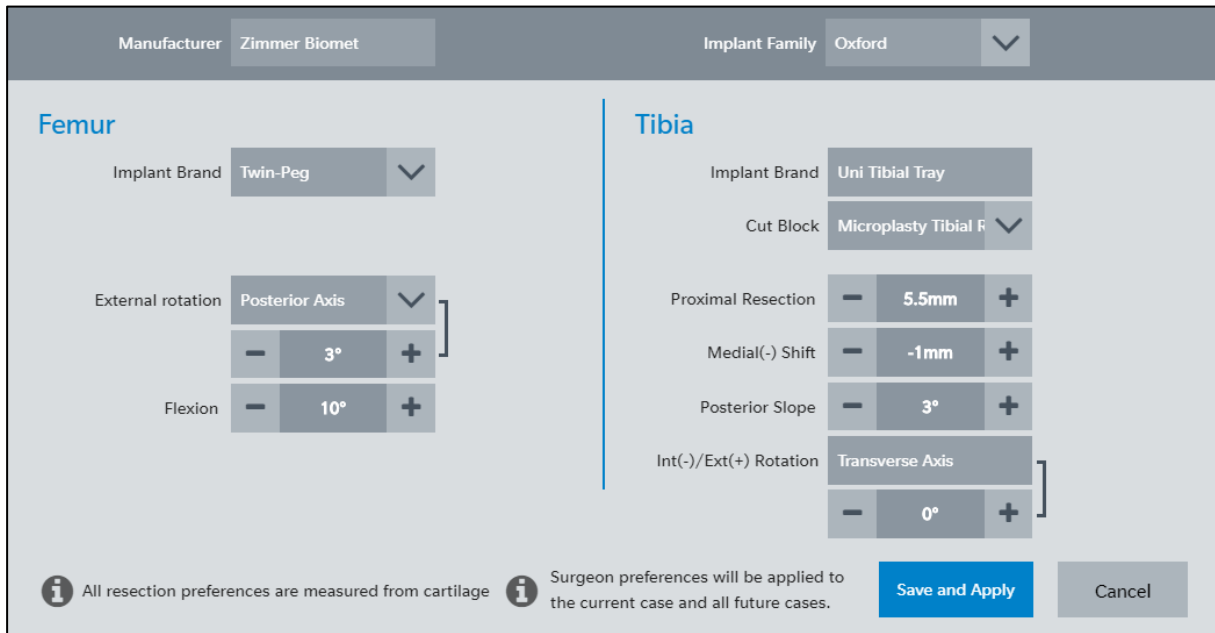 Manufacturer Zimmer Biomet Implant Family Oxford
Femur
Implant Brand Twin-Peg
External rotation Posterior Axis
− 3° +
Flexion − 10° +
Tibia
Implant Brand Uni Tibial Tray
Cut Block Microplasty Tibial R
Proximal Resection − 5.5mm +
Medial(-) Shift − -1mm +
Posterior Slope − 3° +
Int(-)/Ext(+) Rotation Transverse Axis
− 0° +
All resection preferences are measured from cartilage
Surgeon preferences will be applied to
the current case and all future cases.
Save and Apply Cancel